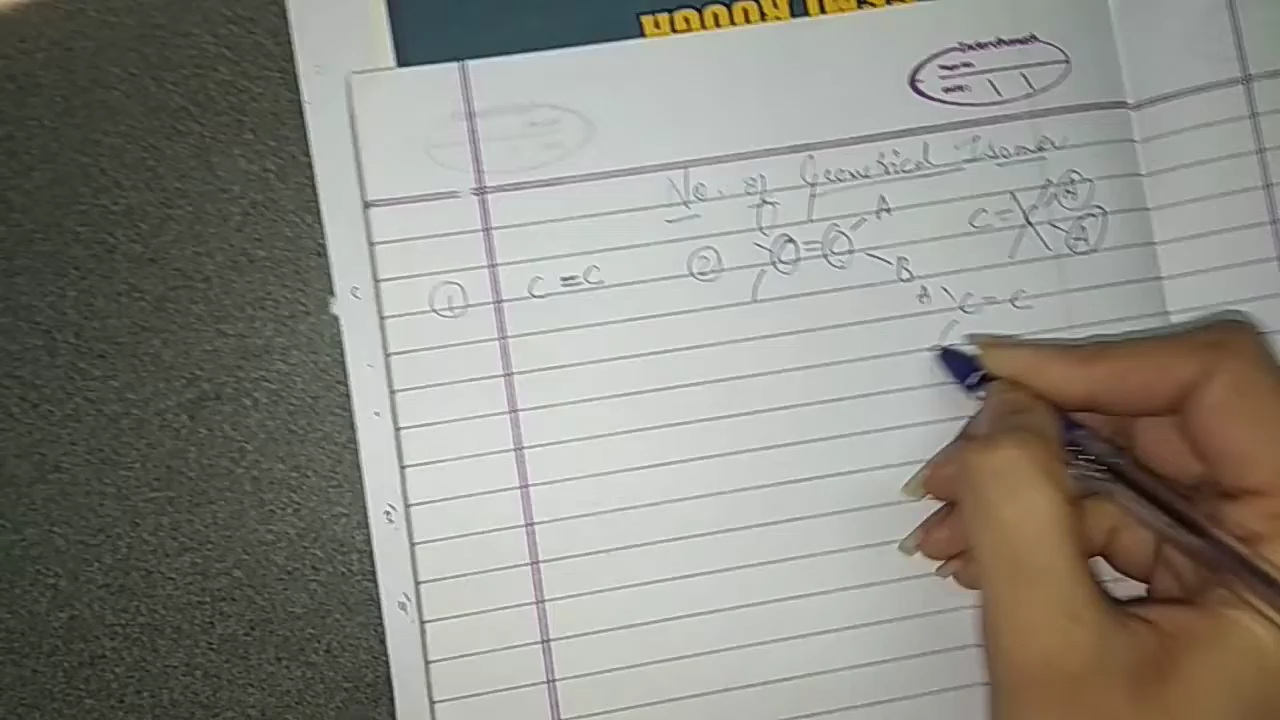 No. of Geometrical Isomer
① C=C ② C=C A B
C= A A
A C=C